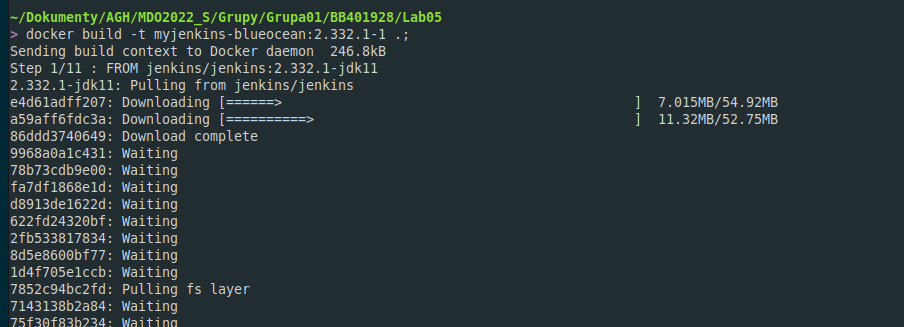 ~/Dokumenty/AGH/MDO2022_S/Grupy/Grupa01/BB401928/Lab05
> docker build -t myjenkins-blueocean:2.332.1-1 .;
Sending build context to Docker daemon  246.8kB
Step 1/11 : FROM jenkins/jenkins:2.332.1-jdk11
2.332.1-jdk11: Pulling from jenkins/jenkins
e4d61adff207: Downloading [======>                                            ]  7.015MB/54.92MB
a59aff6fdc3a: Downloading [==========>                                        ]  11.32MB/52.75MB
86ddd3740649: Download complete
9968a0a1c431: Waiting
78b73cdb9e00: Waiting
fa7df1868e1d: Waiting
d8913de1622d: Waiting
622fd24320bf: Waiting
2fb533817834: Waiting
8d5e8600bf77: Waiting
1d4f705e1ccb: Waiting
7852c94bc2fd: Pulling fs layer
7143138b2a84: Waiting
75f30f83b234: Waiting